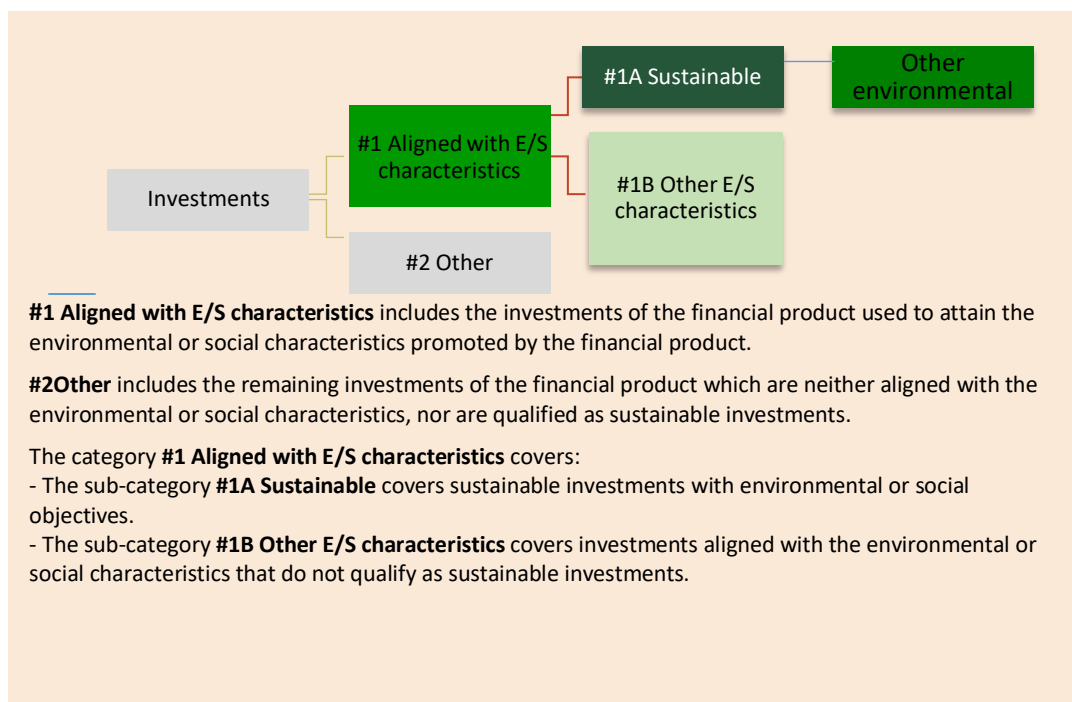 #1A Sustainable
Other
environmental
#1 Aligned with E/S
characteristics
#1B Other E/S
characteristics
Investments
#2 Other
#1 Aligned with E/S characteristics includes the investments of the financial product used to attain the
environmental or social characteristics promoted by the financial product.
#2Other includes the remaining investments of the financial product which are neither aligned with the
environmental or social characteristics, nor are qualified as sustainable investments.
The category #1 Aligned with E/S characteristics covers:
- The sub-category #1A Sustainable covers sustainable investments with environmental or social
objectives.
- The sub-category #1B Other E/S characteristics covers investments aligned with the environmental or
social characteristics that do not qualify as sustainable investments.